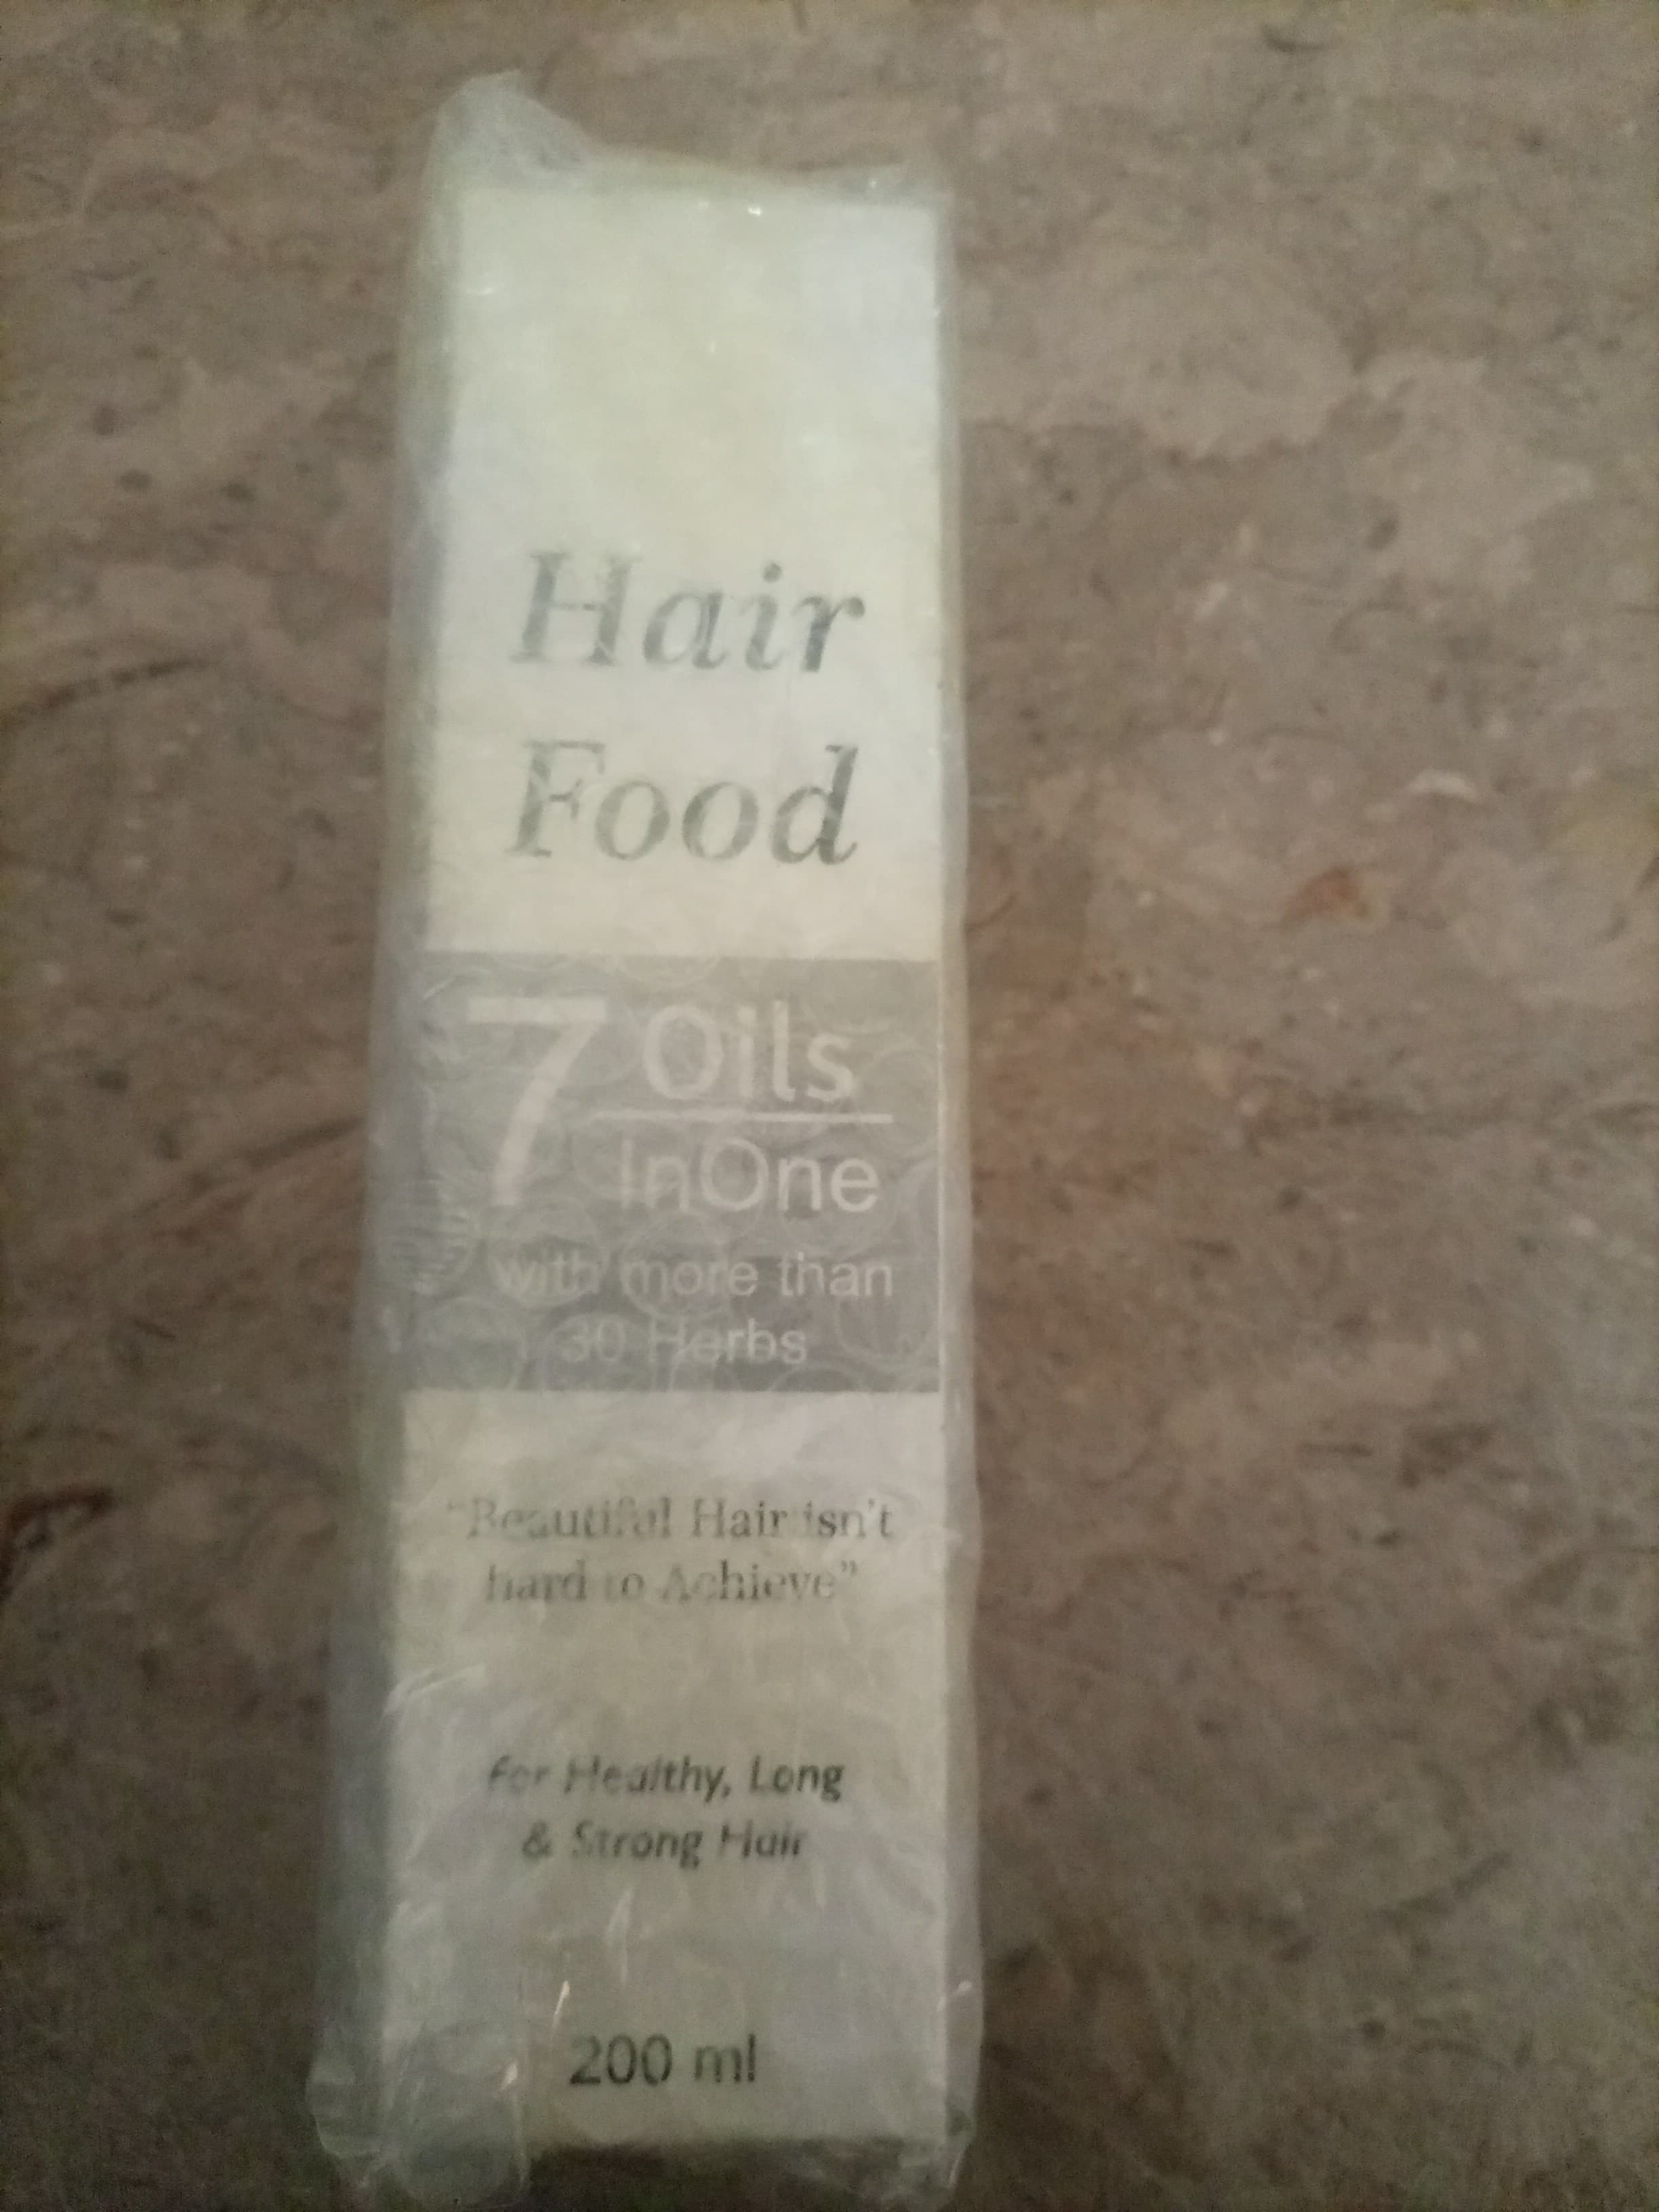 Hair
Food
7 Oils
InOne
with more than
30 Herbs
"Beautiful Hair isn't
hard to Achieve"
For Healthy, Long
& Strong Hair
200 ml